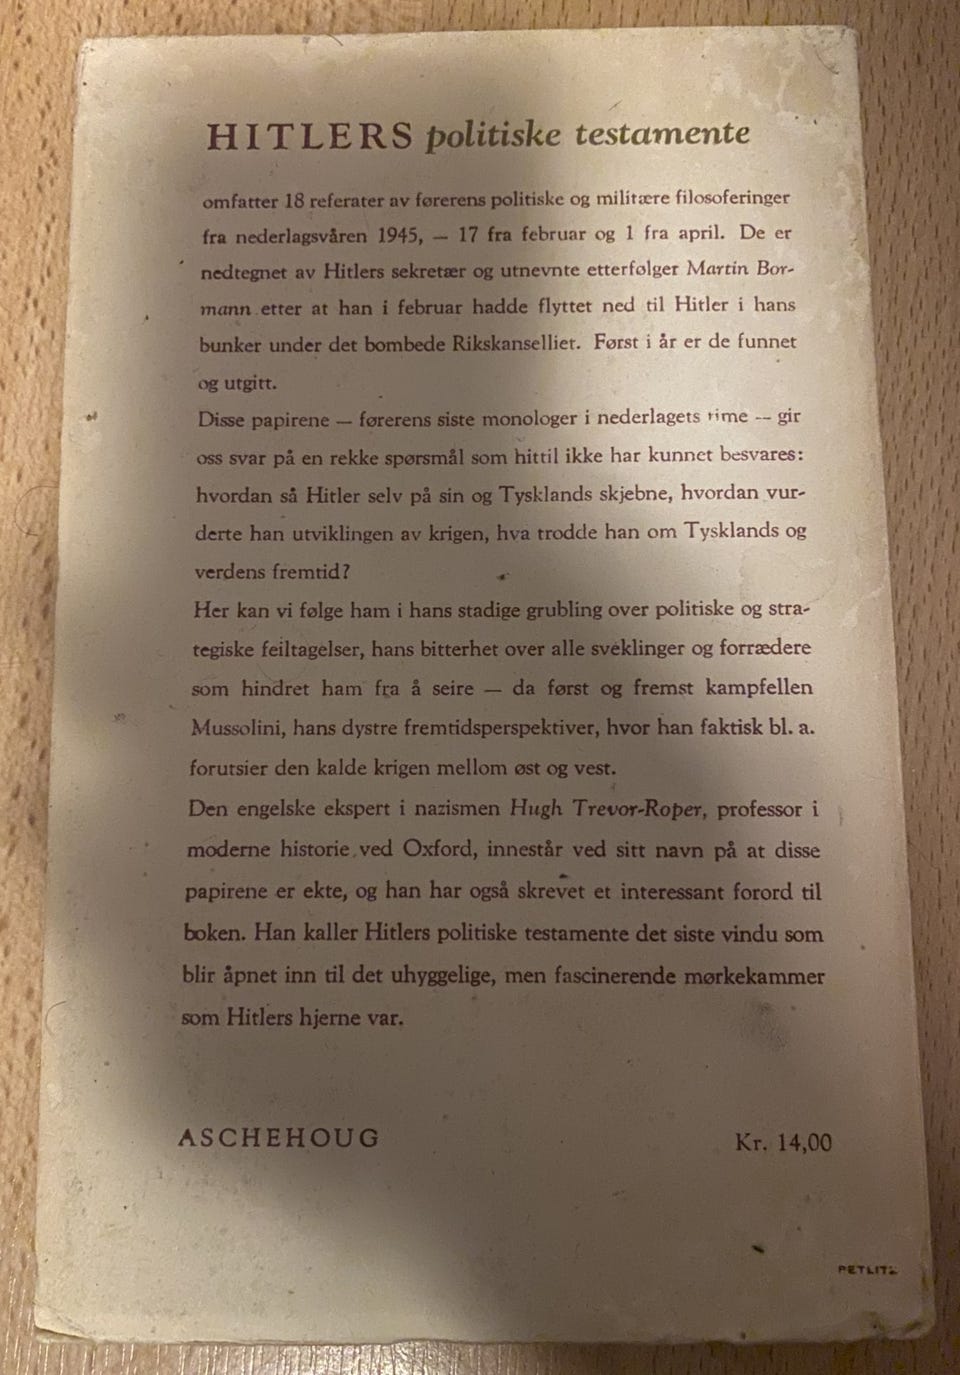 HITLERS politiske testamente
omfatter 18 referater av førerens politiske og militære filosoferinger
fra nederlagsvåren 1945, — 17 fra februar og 1 fra april. De er
nedtegnet av Hitlers sekretær og utnevnte etterfølger Martin Bor-
mann etter at han i februar hadde flyttet ned til Hitler i hans
bunker under det bombede Rikskanselliet. Først i år er de funnet
og utgitt.
Disse papirene — førerens siste monologer i nederlagets time — gir
oss svar på en rekke spørsmål som hittil ikke har kunnet besvares:
hvordan så Hitler selv på sin og Tysklands skjebne, hvordan vur-
derte han utviklingen av krigen, hva trodde han om Tysklands og
verdens fremtid?
Her kan vi følge ham i hans stadige grubling over politiske og stra-
tegiske feiltagelser, hans bitterhet over alle sveklinger og forrædere
som hindret ham fra å seire — da først og fremst kampfellen
Mussolini, hans dystre fremtidsperspektiver, hvor han faktisk bl. a.
forutsier den kalde krigen mellom øst og vest.
Den engelske ekspert i nazismen Hugh Trevor-Roper, professor i
moderne historie ved Oxford, innestår ved sitt navn på at disse
papirene er ekte, og han har også skrevet et interessant forord til
boken. Han kaller Hitlers politiske testamente det siste vindu som
blir åpnet inn til det uhyggelige, men fascinerende mørkekammer
som Hitlers hjerne var.
ASCHEHOUG
Kr. 14,00
PETLITZ